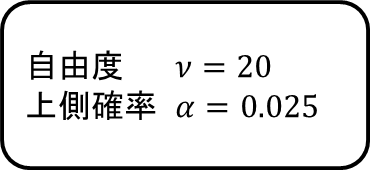 自由度 ν = 20
上側確率 α = 0.025